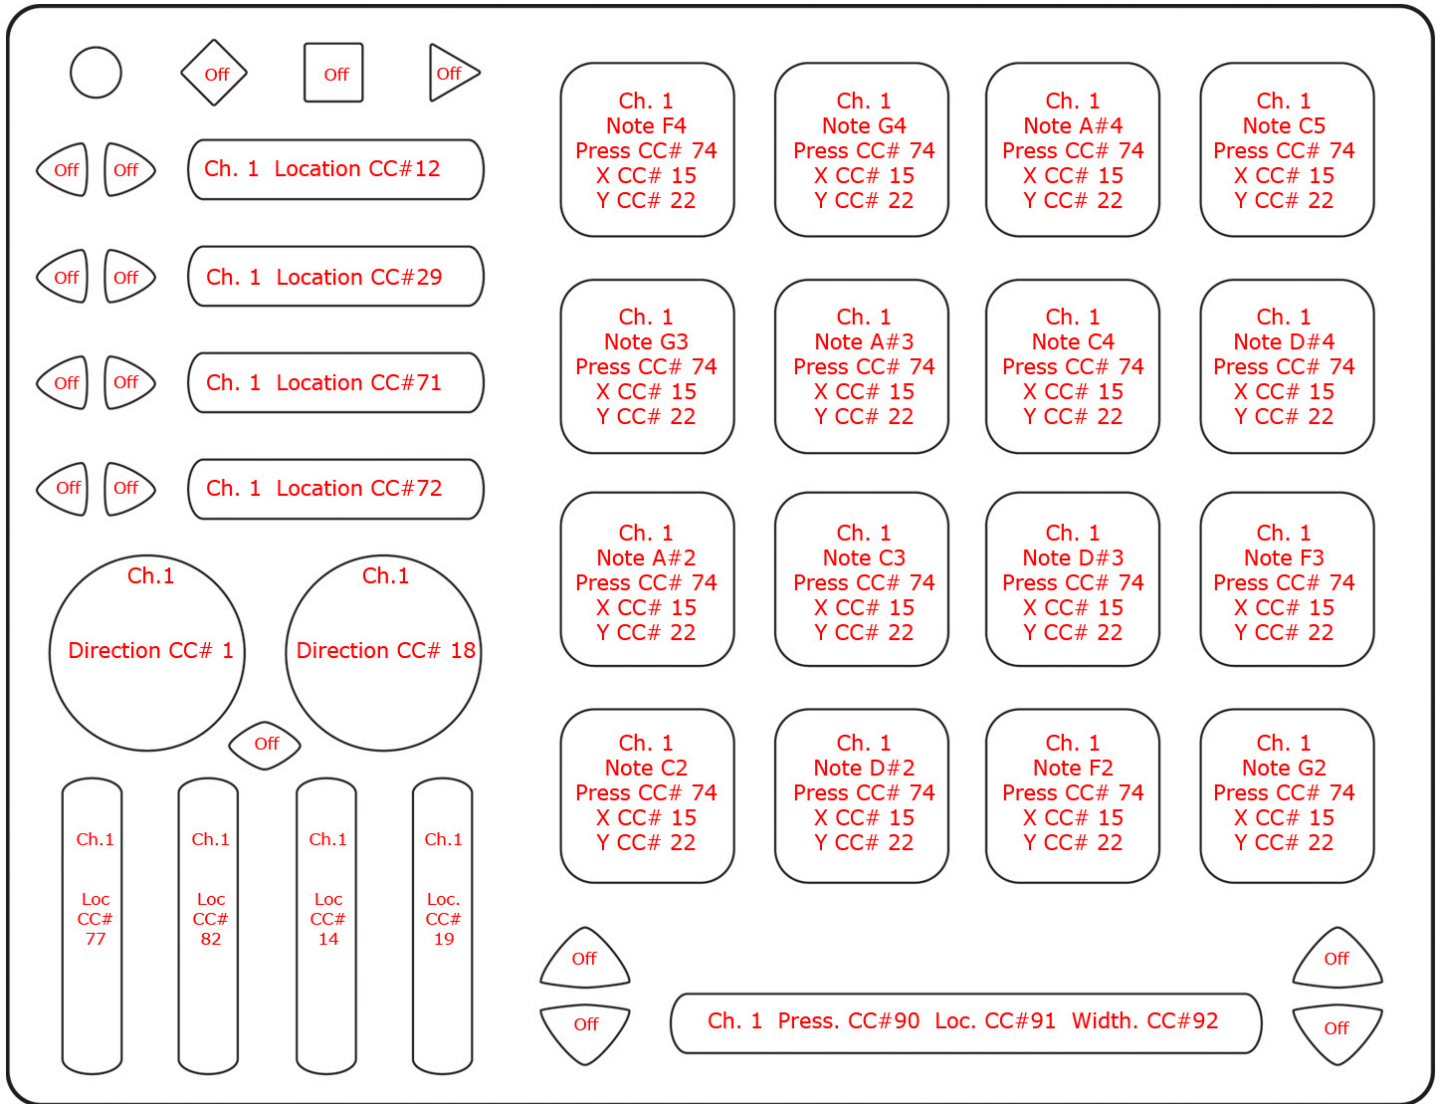 Off
Off
Off
Off
Off
Ch. 1  Location CC#12
Off
Off
Ch. 1  Location CC#29
Off
Off
Ch. 1  Location CC#71
Off
Off
Ch. 1  Location CC#72
Ch.1
Direction CC# 1
Ch.1
Direction CC# 18
Off
Ch.1
Loc
CC#
77
Ch.1
Loc
CC#
82
Ch.1
Loc
CC#
14
Ch.1
Loc.
CC#
19
Ch. 1
Note F4
Press CC# 74
X CC# 15
Y CC# 22
Ch. 1
Note G4
Press CC# 74
X CC# 15
Y CC# 22
Ch. 1
Note A#4
Press CC# 74
X CC# 15
Y CC# 22
Ch. 1
Note C5
Press CC# 74
X CC# 15
Y CC# 22
Ch. 1
Note G3
Press CC# 74
X CC# 15
Y CC# 22
Ch. 1
Note A#3
Press CC# 74
X CC# 15
Y CC# 22
Ch. 1
Note C4
Press CC# 74
X CC# 15
Y CC# 22
Ch. 1
Note D#4
Press CC# 74
X CC# 15
Y CC# 22
Ch. 1
Note A#2
Press CC# 74
X CC# 15
Y CC# 22
Ch. 1
Note C3
Press CC# 74
X CC# 15
Y CC# 22
Ch. 1
Note D#3
Press CC# 74
X CC# 15
Y CC# 22
Ch. 1
Note F3
Press CC# 74
X CC# 15
Y CC# 22
Ch. 1
Note C2
Press CC# 74
X CC# 15
Y CC# 22
Ch. 1
Note D#2
Press CC# 74
X CC# 15
Y CC# 22
Ch. 1
Note F2
Press CC# 74
X CC# 15
Y CC# 22
Ch. 1
Note G2
Press CC# 74
X CC# 15
Y CC# 22
Off
Off
Ch. 1  Press. CC#90  Loc. CC#91  Width. CC#92
Off
Off